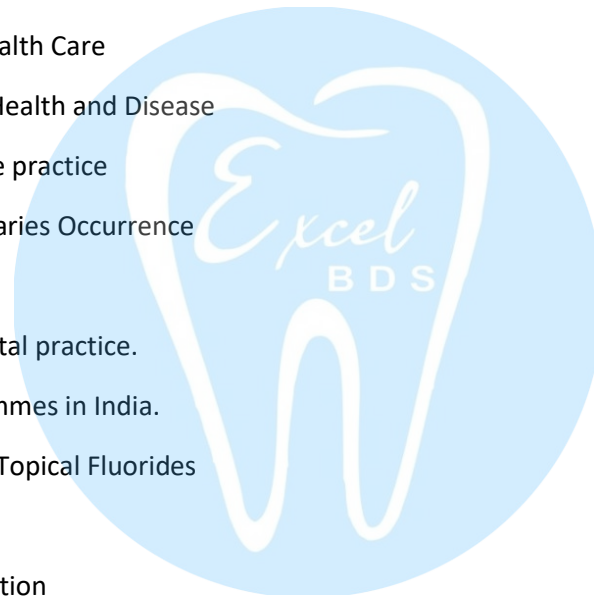 alth Care
Health and Disease
e practice
aries Occurrence
Excel
BDS
tal practice.
nmes in India.
Topical Fluorides
tion